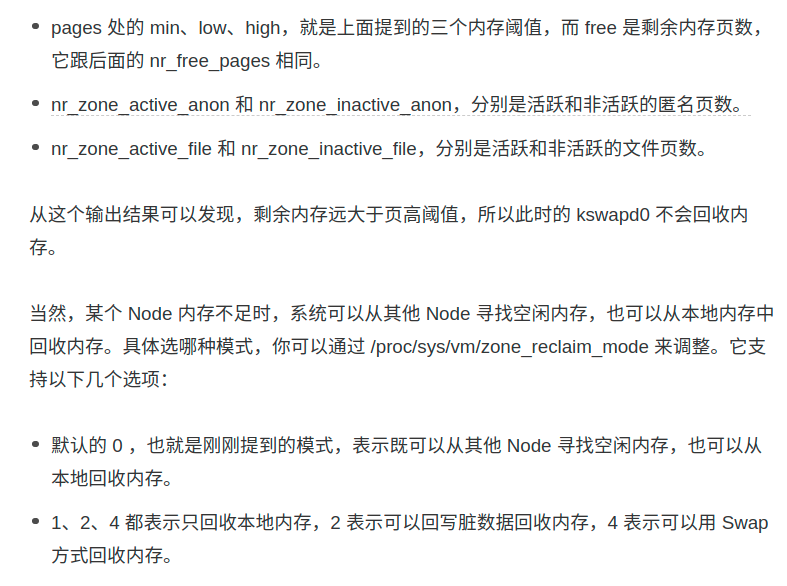 pages 处的 min、low、high，就是上面提到的三个内存阈值，而 free 是剩余内存页数，
它跟后面的 nr_free_pages 相同。
nr_zone_active_anon 和 nr_zone_inactive_anon，分别是活跃和非活跃的匿名页数。
nr_zone_active_file 和 nr_zone_inactive_file，分别是活跃和非活跃的文件页数。
从这个输出结果可以发现，剩余内存远大于页高阈值，所以此时的 kswapd0 不会回收内
存。
当然，某个 Node 内存不足时，系统可以从其他 Node 寻找空闲内存，也可以从本地内存中
回收内存。具体选哪种模式，你可以通过 /proc/sys/vm/zone_reclaim_mode 来调整。它支
持以下几个选项：
默认的 0 ，也就是刚刚提到的模式，表示既可以从其他 Node 寻找空闲内存，也可以从
本地回收内存。
1、2、4 都表示只回收本地内存，2 表示可以回写脏数据回收内存，4 表示可以用 Swap
方式回收内存。